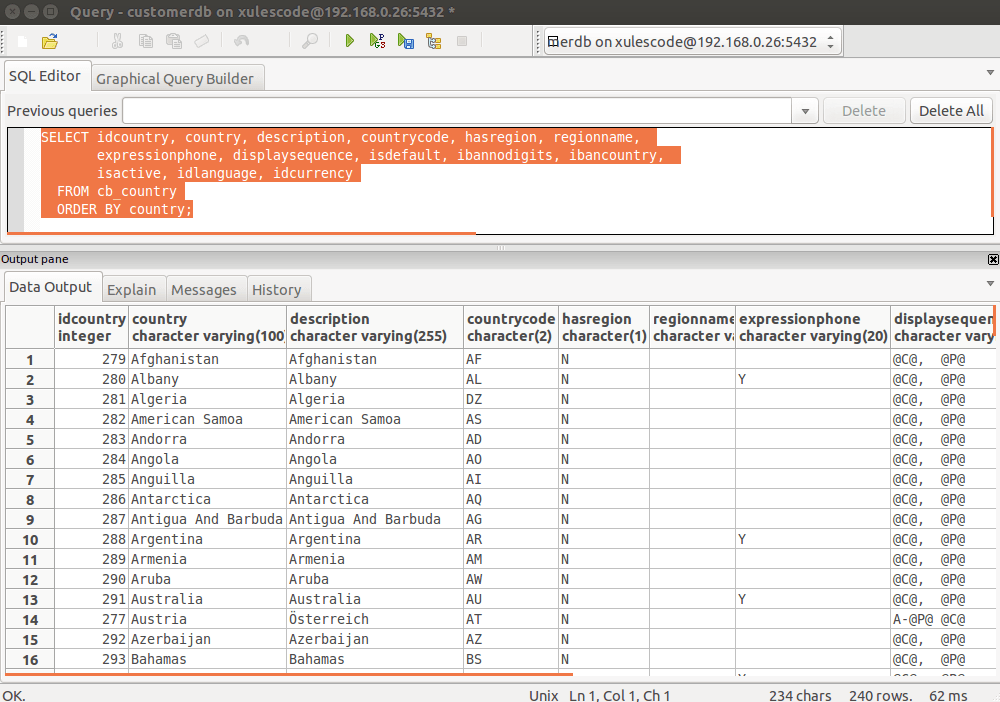 Query - customerdb on xulescode@192.168.0.26:5432 *
merdb on xulescode@192.168.0.26:5432
SQL Editor Graphical Query Builder
Previous queries Delete Delete All
SELECT idcountry, country, description, countrycode, hasregion, regionname,
expressionphone, displaysequence, isdefault, ibannodigits, ibancountry,
isactive, idlanguage, idcurrency
FROM cb_country
ORDER BY country;
Output pane
Data Output Explain Messages History
idcountry country description countrycode hasregion regionname expressionphone displaysequen
integer character varying(100 character varying(255) character(2) character(1) character va character varying(20) character vary
1 279 Afghanistan Afghanistan AF N @C@, @P@
2 280 Albany Albany AL N Y @C@, @P@
3 281 Algeria Algeria DZ N @C@, @P@
4 282 American Samoa American Samoa AS N @C@, @P@
5 283 Andorra Andorra AD N @C@, @P@
6 284 Angola Angola AO N @C@, @P@
7 285 Anguilla Anguilla AI N @C@, @P@
8 286 Antarctica Antarctica AQ N @C@, @P@
9 287 Antigua And Barbuda Antigua And Barbuda AG N @C@, @P@
10 288 Argentina Argentina AR N Y @C@, @P@
11 289 Armenia Armenia AM N @C@, @P@
12 290 Aruba Aruba AW N @C@, @P@
13 291 Australia Australia AU N Y @C@, @P@
14 277 Austria Österreich AT N A-@P@ @C@
15 292 Azerbaijan Azerbaijan AZ N @C@, @P@
16 293 Bahamas Bahamas BS N @C@, @P@
OK. Unix Ln 1, Col 1, Ch 1 234 chars 240 rows. 62 ms